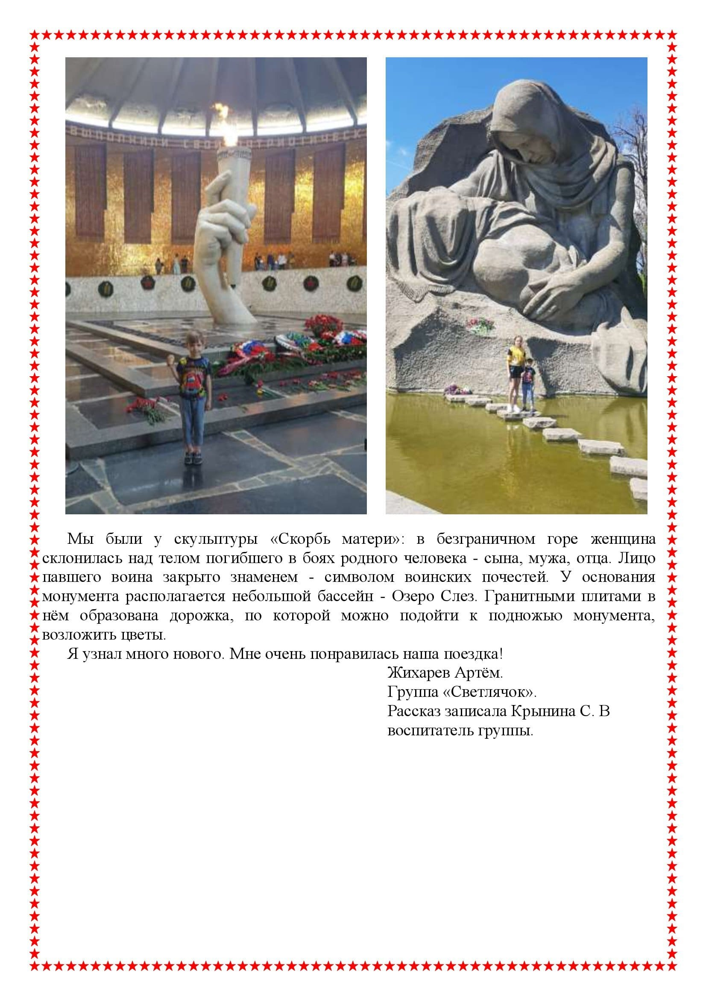 ВЫПОЛНИЛИ СВОЙ
Мы были у скульптуры «Скорбь матери»: в безграничном горе женщина
склонилась над телом погибшего в боях родного человека - сына, мужа, отца. Лицо
павшего воина закрыто знаменем - символом воинских почестей. У основания
монумента располагается небольшой бассейн - Озеро Слез. Гранитными плитами в
нём образована дорожка, по которой можно подойти к подножью монумента,
возложить цветы.
Я узнал много нового. Мне очень понравилась наша поездка!
Жихарев Артём.
Группа «Светлячок».
Рассказ записала Крынина С. В
воспитатель группы.